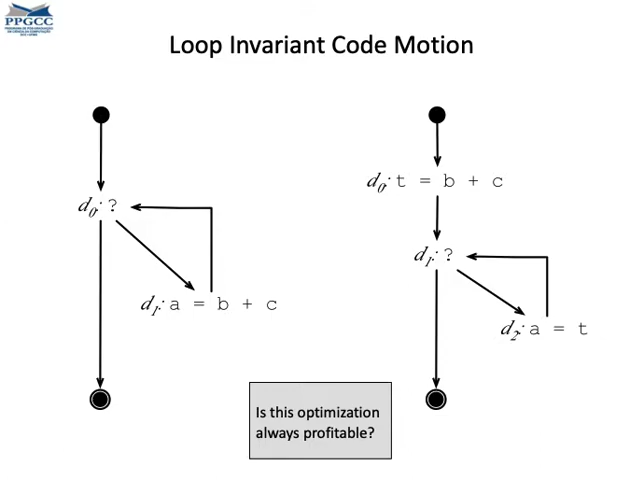 PPGCC
Loop Invariant Code Motion
d0: ?
d1: a = b + c
d0: t = b + c
d1: ?
d2: a = t
Is this optimization
always profitable?